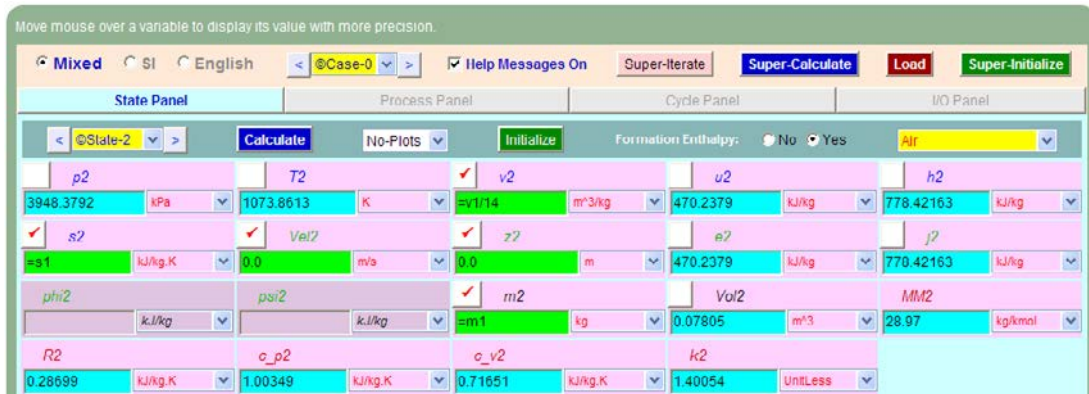 Move mouse over a variable to display its value with more precision.
Mixed SI English < ©Case-0 > Help Messages On Super-Iterate Super-Calculate Load Super-Initialize
State Panel Process Panel Cycle Panel I/O Panel
< ©State-2 > Calculate No-Plots Initialize Formation Enthalpy: No Yes Air
p2 T2 v2 u2 h2
3948.3792 kPa 1073.8613 K =v1/14 m^3/kg 470.2379 kJ/kg 778.42163 kJ/kg
s2 Vel2 z2 e2 j2
=s1 kJ/kg.K 0.0 m/s 0.0 m 470.2379 kJ/kg 778.42163 kJ/kg
phi2 psi2 m2 Vol2 MM2
kJ/kg kJ/kg =m1 kg 0.07805 m^3 28.97 kg/kmol
R2 c_p2 c_v2 k2
0.28699 kJ/kg.K 1.00349 kJ/kg.K 0.71651 kJ/kg.K 1.40054 UnitLess